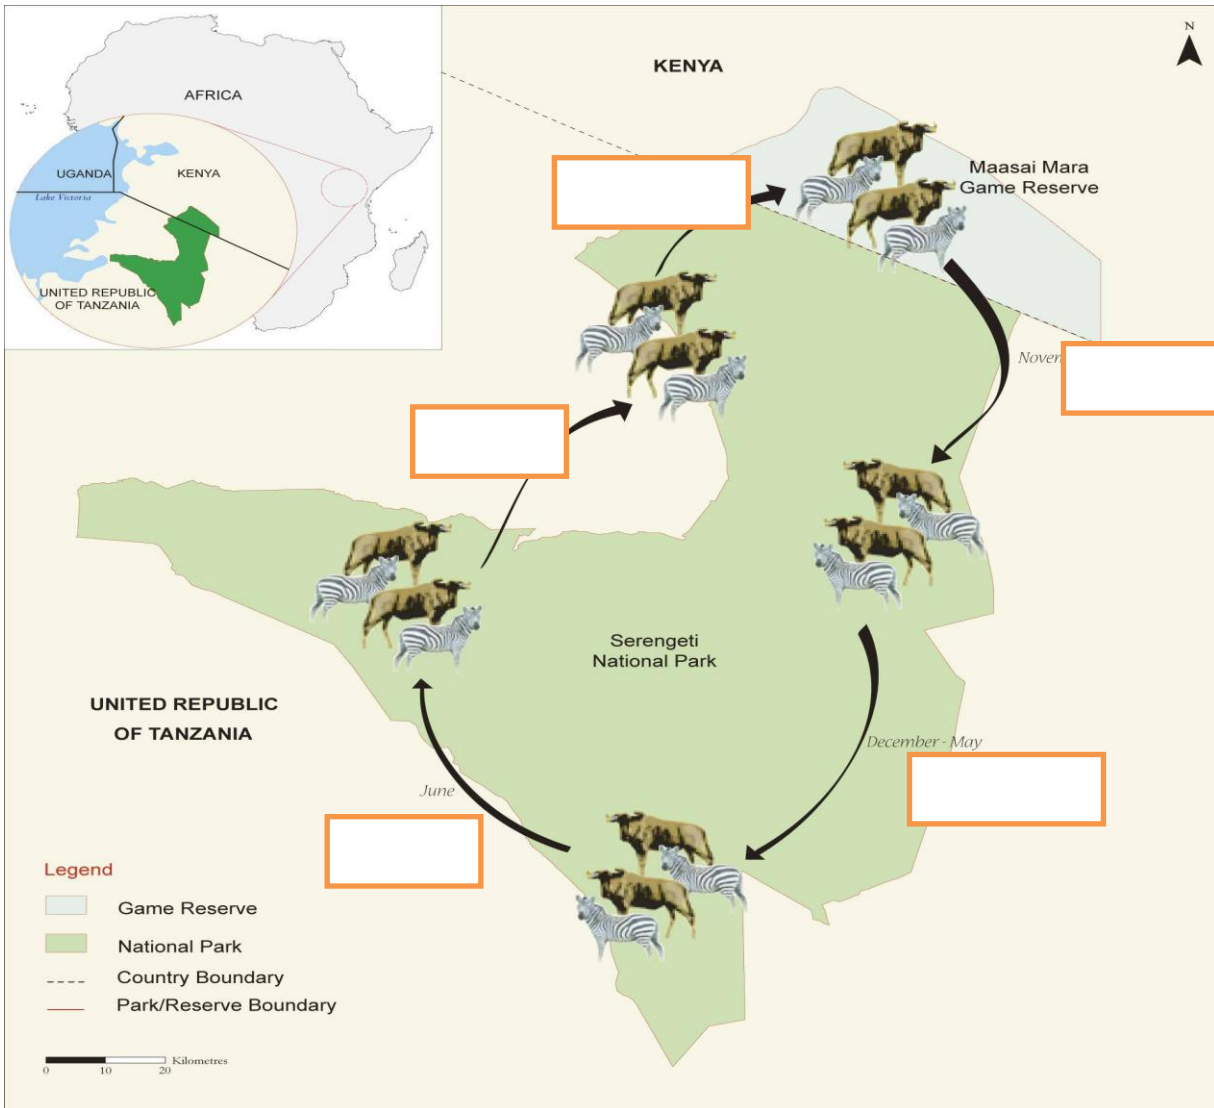 N
KENYA
AFRICA
UGANDA
KENYA
Lake Victoria
UNITED REPUBLIC
OF TANZANIA
Maasai Mara
Game Reserve
Serengeti
National Park
UNITED REPUBLIC
OF TANZANIA
December - May
June
Legend
Game Reserve
National Park
Country Boundary
Park/Reserve Boundary
Kilometres
0 10 20